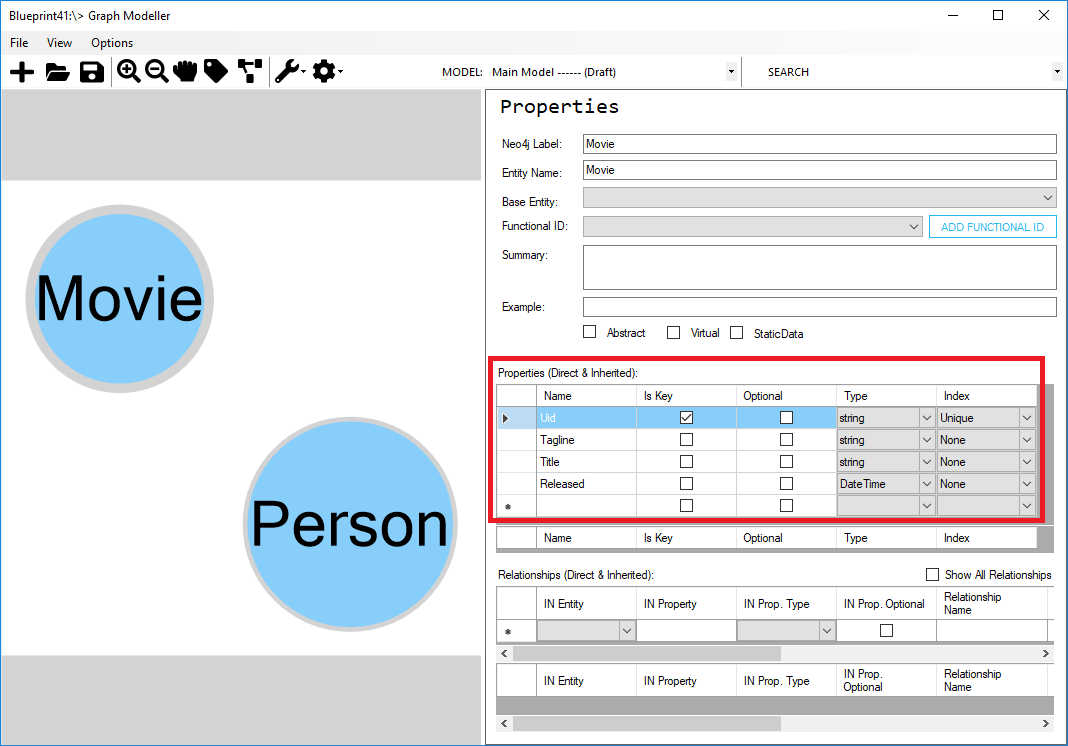 Blueprint41:\> Graph Modeller
File View Options
MODEL: Main Model ------ (Draft) SEARCH
Properties
Neo4j Label: Movie
Entity Name: Movie
Base Entity:
Functional ID: ADD FUNCTIONAL ID
Summary:
Example:
Abstract Virtual StaticData
Properties (Direct & Inherited):
Name Is Key Optional Type Index
Uid string Unique
Tagline string None
Title string None
Released DateTime None
Name Is Key Optional Type Index
Relationships (Direct & Inherited): Show All Relationships
IN Entity IN Property IN Prop. Type IN Prop. Optional Relationship
Name
IN Entity IN Property IN Prop. Type IN Prop.
Optional Relationship
Name
Movie
Person